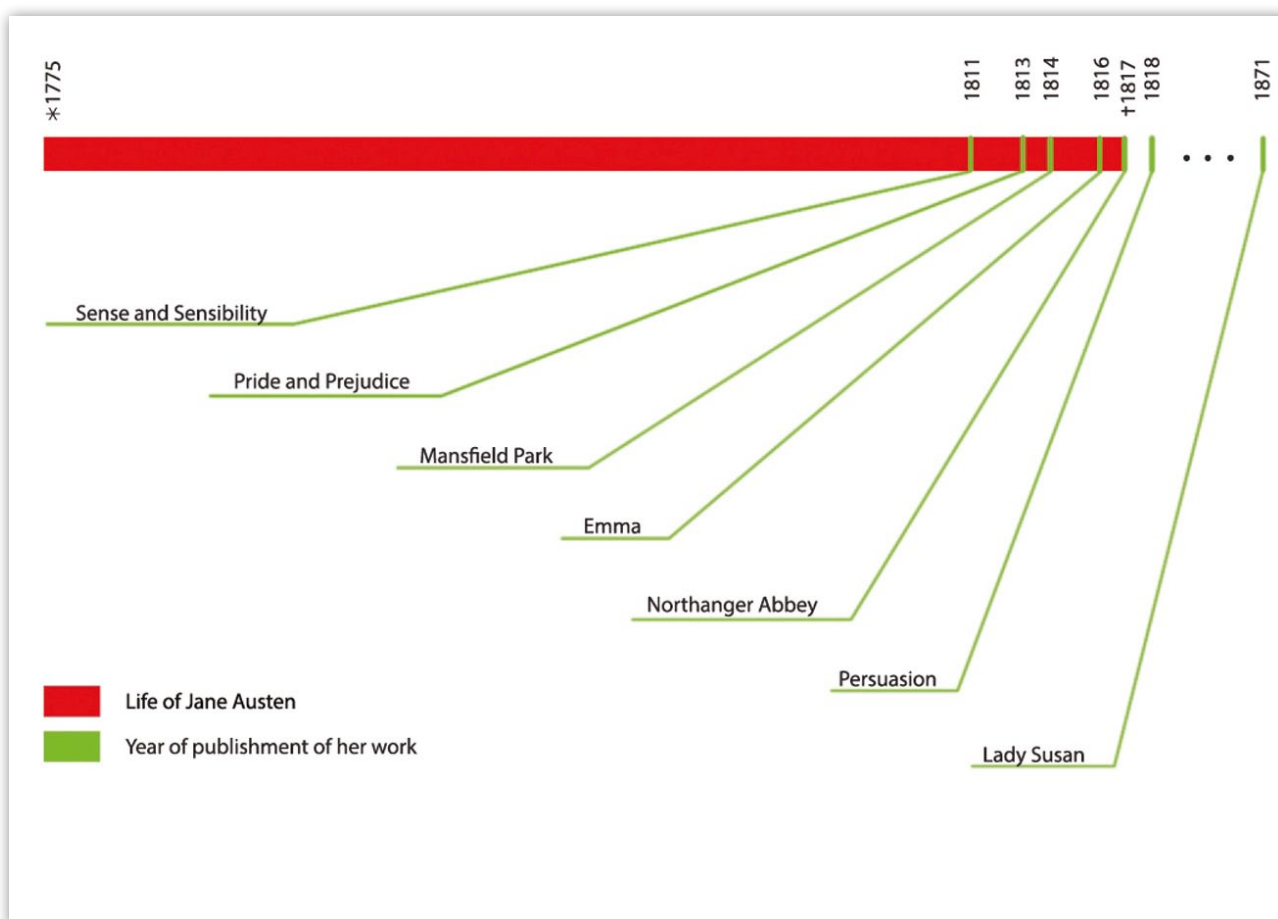 *1775
1811
1813
1814
1816
†1817
1818
1871
Sense and Sensibility
Pride and Prejudice
Mansfield Park
Emma
Northanger Abbey
Persuasion
Lady Susan
Life of Jane Austen
Year of publishment of her work